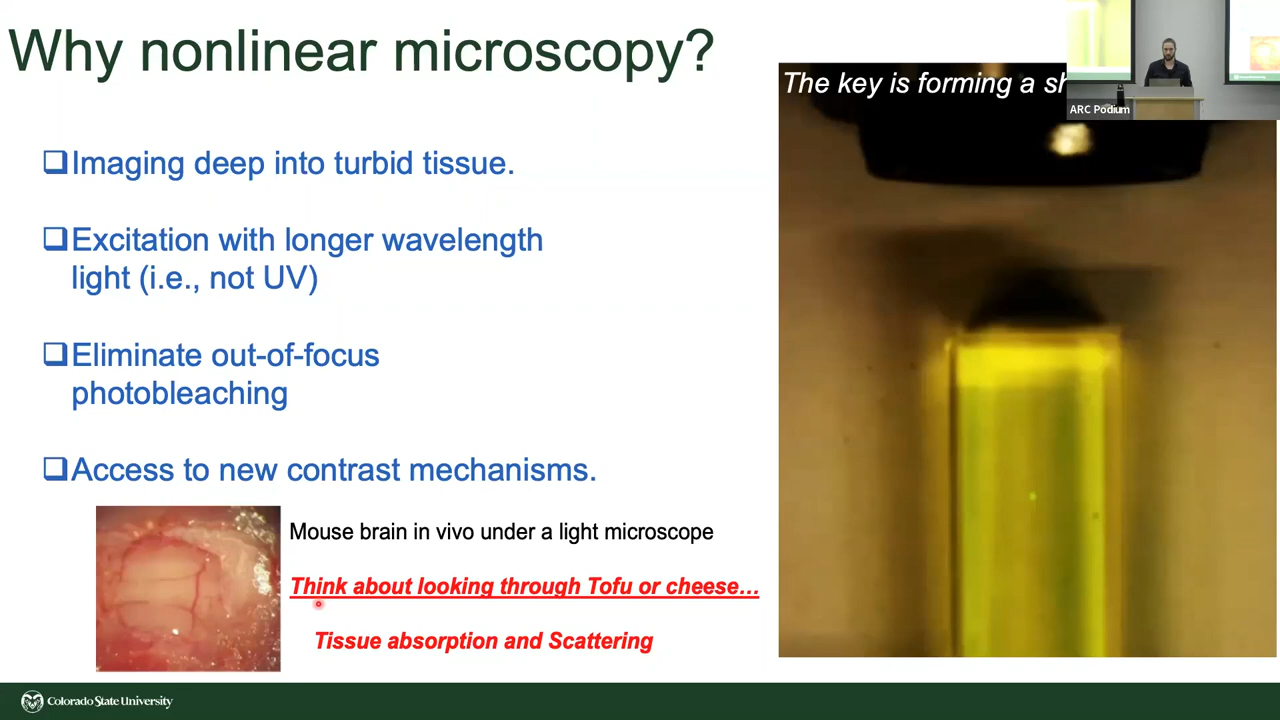 Why nonlinear microscopy?
The key is forming a
ARC Podium
❑Imaging deep into turbid tissue.
❑Excitation with longer wavelength
light (i.e., not UV)
❑Eliminate out-of-focus
photobleaching
❑Access to new contrast mechanisms.
Mouse brain in vivo under a light microscope
Think about looking through Tofu or cheese...
Tissue absorption and Scattering
Colorado State University